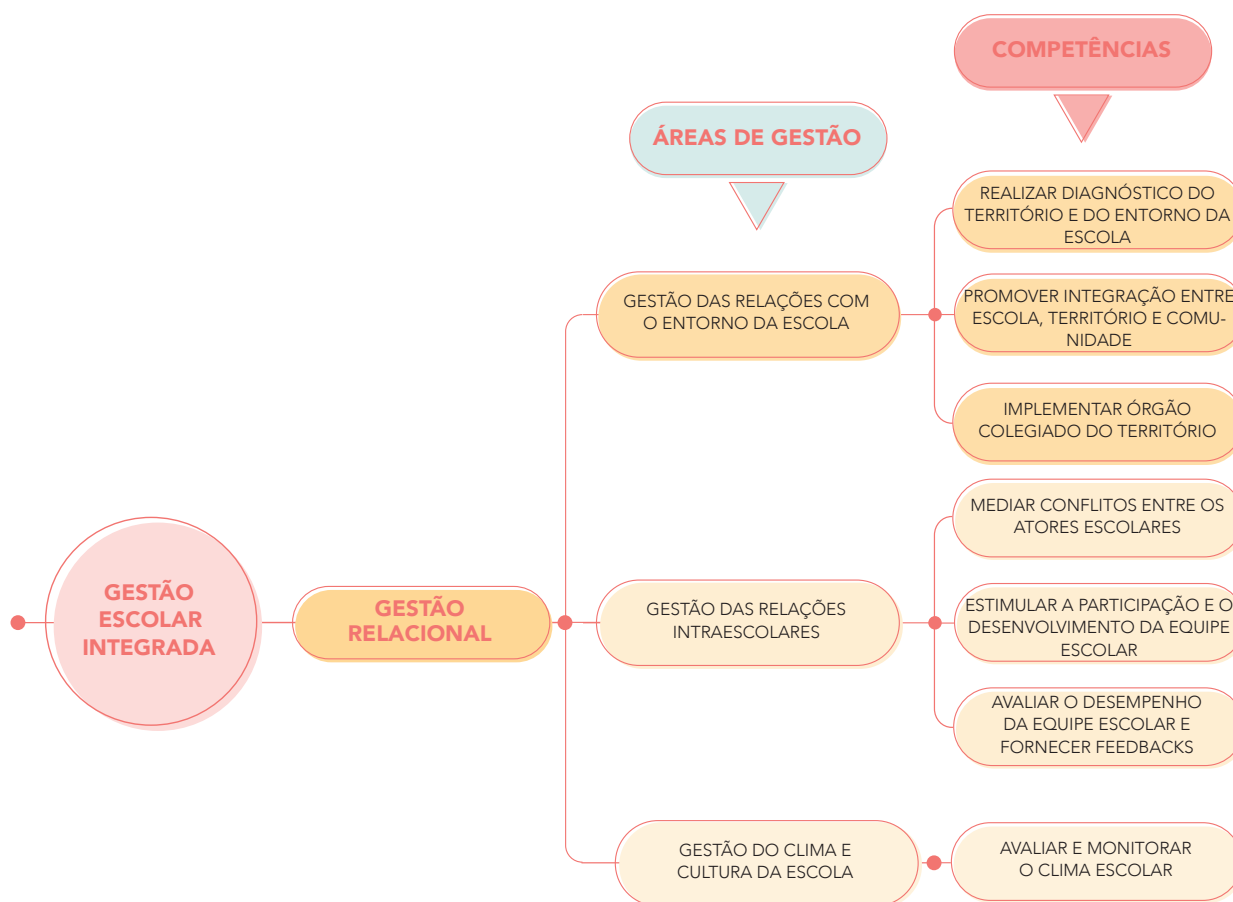 COMPETÊNCIAS
ÁREAS DE GESTÃO
REALIZAR DIAGNÓSTICO DO
TERRITÓRIO E DO ENTORNO DA
ESCOLA
GESTÃO DAS RELAÇÕES COM
O ENTORNO DA ESCOLA
PROMOVER INTEGRAÇÃO ENTRE
ESCOLA, TERRITÓRIO E COMU-
NIDADE
IMPLEMENTAR ÓRGÃO
COLEGIADO DO TERRITÓRIO
MEDIAR CONFLITOS ENTRE OS
ATORES ESCOLARES
GESTÃO
ESCOLAR
INTEGRADA
GESTÃO
RELACIONAL
GESTÃO DAS RELAÇÕES
INTRAESCOLARES
ESTIMULAR A PARTICIPAÇÃO E O
DESENVOLVIMENTO DA EQUIPE
ESCOLAR
AVALIAR O DESEMPENHO
DA EQUIPE ESCOLAR E
FORNECER FEEDBACKS
GESTÃO DO CLIMA E
CULTURA DA ESCOLA
AVALIAR E MONITORAR
O CLIMA ESCOLAR